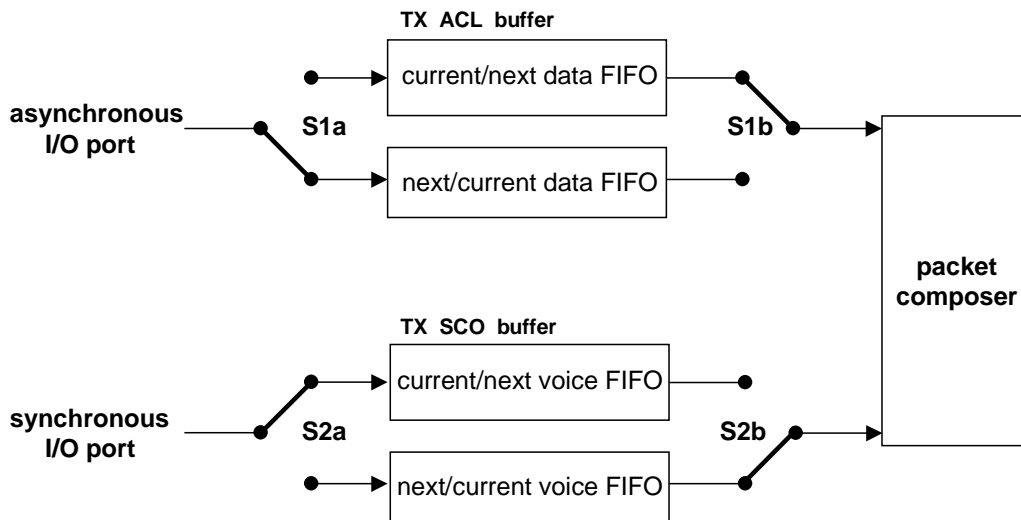 TX ACL buffer
current/next data FIFO
asynchronous
I/O port
S1a
S1b
next/current data FIFO
packet
composer
TX SCO buffer
current/next voice FIFO
synchronous
I/O port
S2a
S2b
next/current voice FIFO